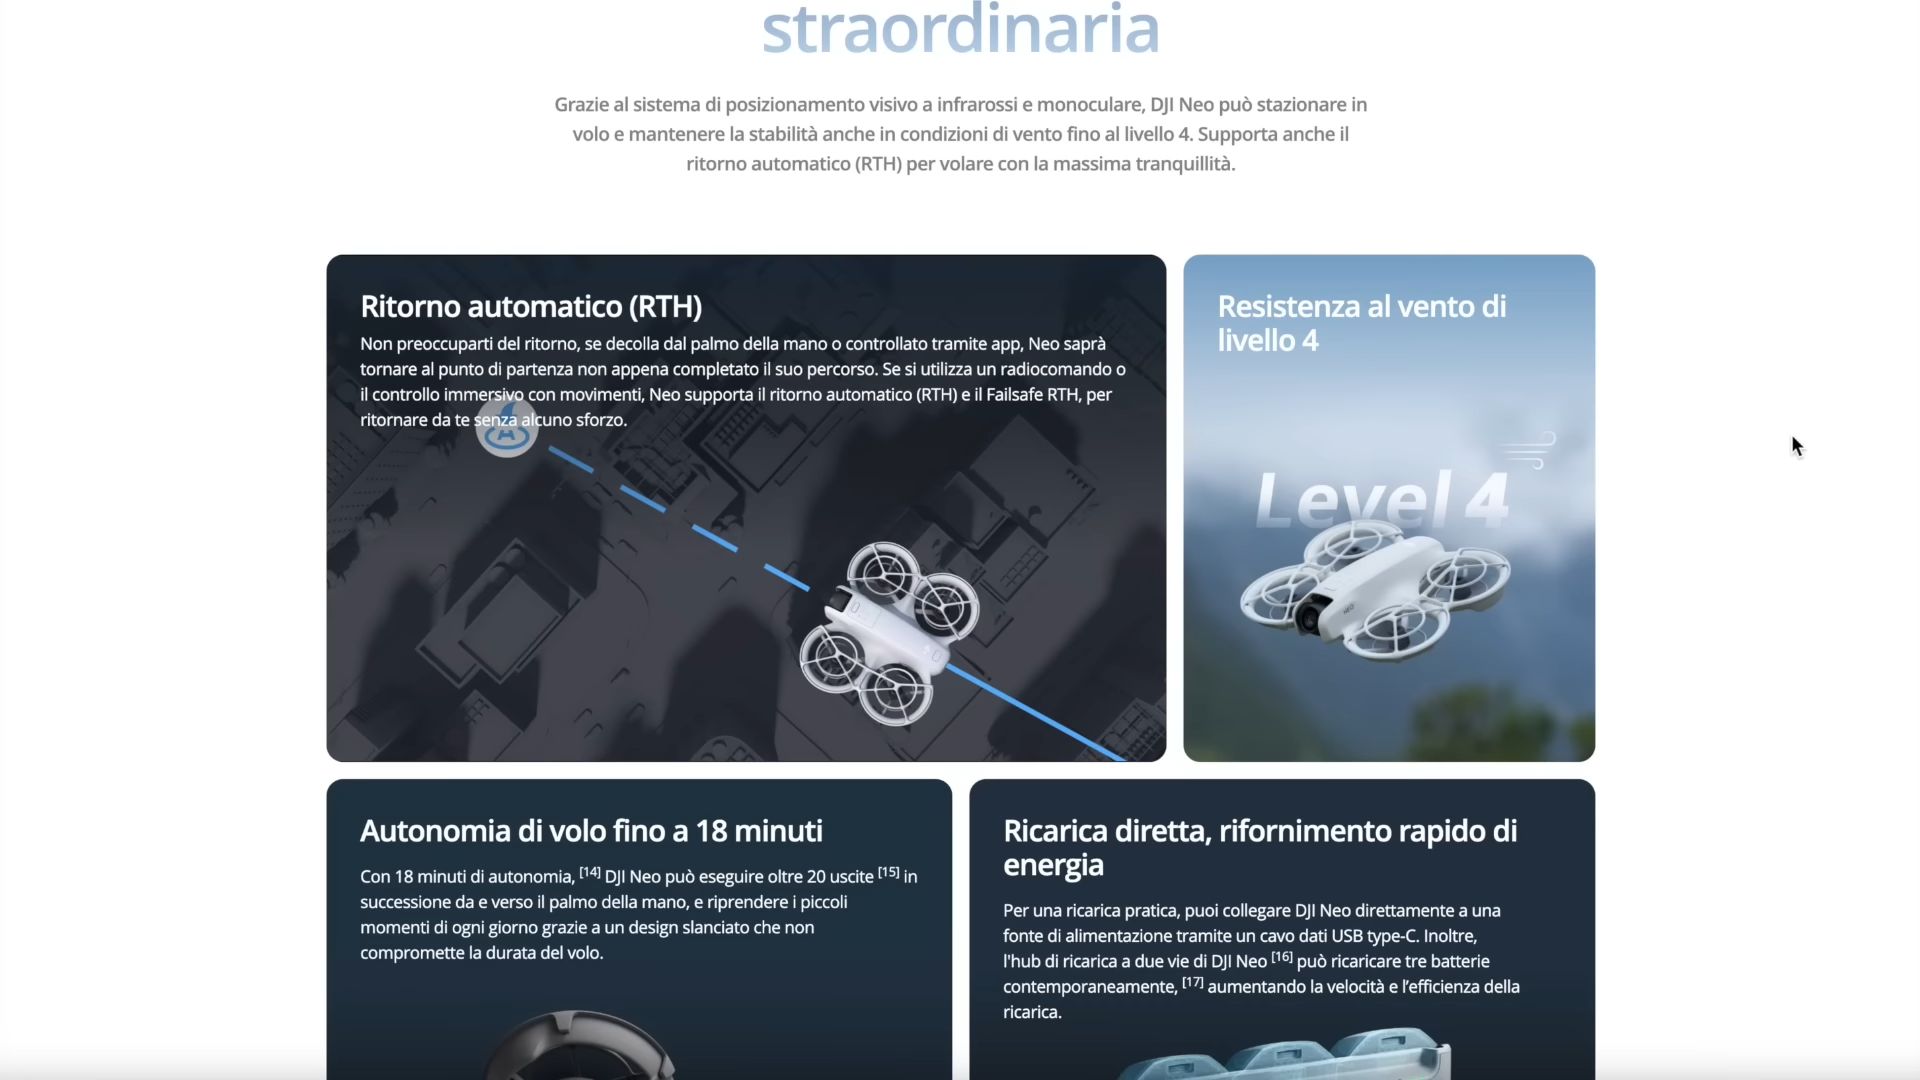 straordinaria
Grazie al sistema di posizionamento visivo a infrarossi e monoculare, DJI Neo può stazionare in
volo e mantenere la stabilità anche in condizioni di vento fino al livello 4. Supporta anche il
ritorno automatico (RTH) per volare con la massima tranquillità.
Ritorno automatico (RTH)
Non preoccuparti del ritorno, se decolla dal palmo della mano o controllato tramite app, Neo saprà
tornare al punto di partenza non appena completato il suo percorso. Se si utilizza un radiocomando o
il controllo immersivo con movimenti, Neo supporta il ritorno automatico (RTH) e il Failsafe RTH, per
ritornare da te senza alcuno sforzo.
A
Resistenza al vento di
livello 4
Level 4
NEO
Autonomia di volo fino a 18 minuti
Con 18 minuti di autonomia, [14] DJI Neo può eseguire oltre 20 uscite [15] in
successione da e verso il palmo della mano, e riprendere i piccoli
momenti di ogni giorno grazie a un design slanciato che non
compromette la durata del volo.
Ricarica diretta, rifornimento rapido di
energia
Per una ricarica pratica, puoi collegare DJI Neo direttamente a una
fonte di alimentazione tramite un cavo dati USB type-C. Inoltre,
l'hub di ricarica a due vie di DJI Neo [16] può ricaricare tre batterie
contemporaneamente, [17] aumentando la velocità e l’efficienza della
ricarica.